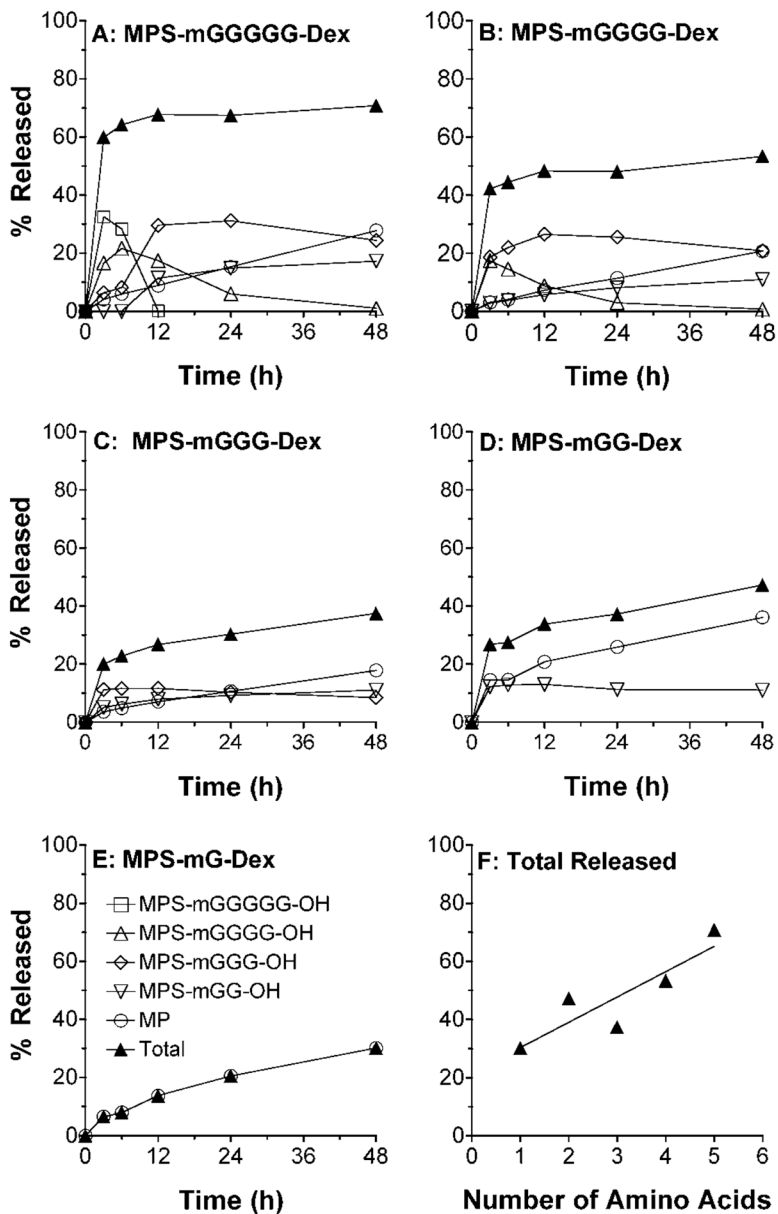 A: MPS-mGGGGG-Dex
% Released
100
80
60
40
20
0
0 12 24 36 48
Time (h)
B: MPS-mGGGG-Dex
100
80
60
40
20
0
0 12 24 36 48
Time (h)
C: MPS-mGGG-Dex
% Released
100
80
60
40
20
0
0 12 24 36 48
Time (h)
D: MPS-mGG-Dex
100
80
60
40
20
0
0 12 24 36 48
Time (h)
E: MPS-mG-Dex
% Released
100
80
60
40
20
0
MPS-mGGGGG-OH
MPS-mGGGG-OH
MPS-mGGG-OH
MPS-mGG-OH
MP
Total
0 12 24 36 48
Time (h)
F: Total Released
100
80
60
40
20
0
0 1 2 3 4 5 6
Number of Amino Acids